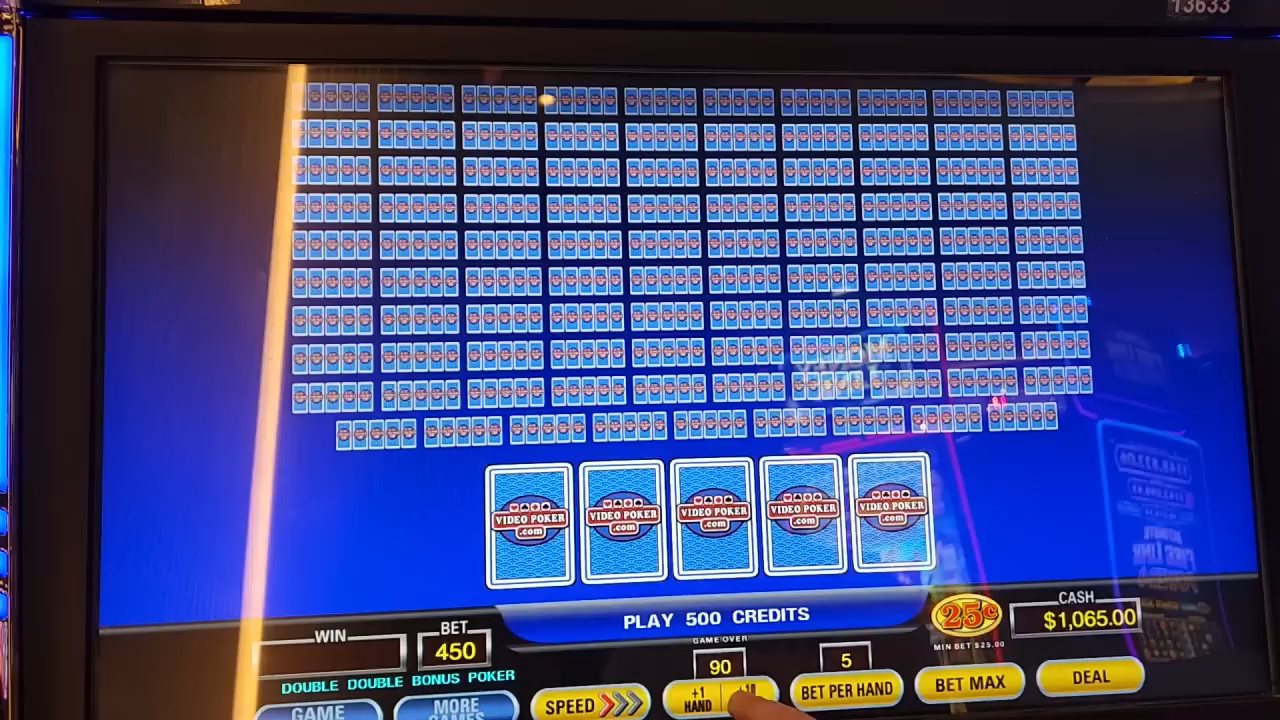 13633
VIDEO POKER
.com
VIDEO POKER
.com
VIDEO POKER
.com
VIDEO POKER
.com
VIDEO POKER
.com
PLAY 500 CREDITS
GAME OVER
WIN
BET
450
90
5
25¢
MIN BET $25.00
CASH
$1,065.00
DOUBLE DOUBLE BONUS POKER
GAME
MORE
GAMES
SPEED
+1
HAND
+10
BET PER HAND
BET MAX
DEAL